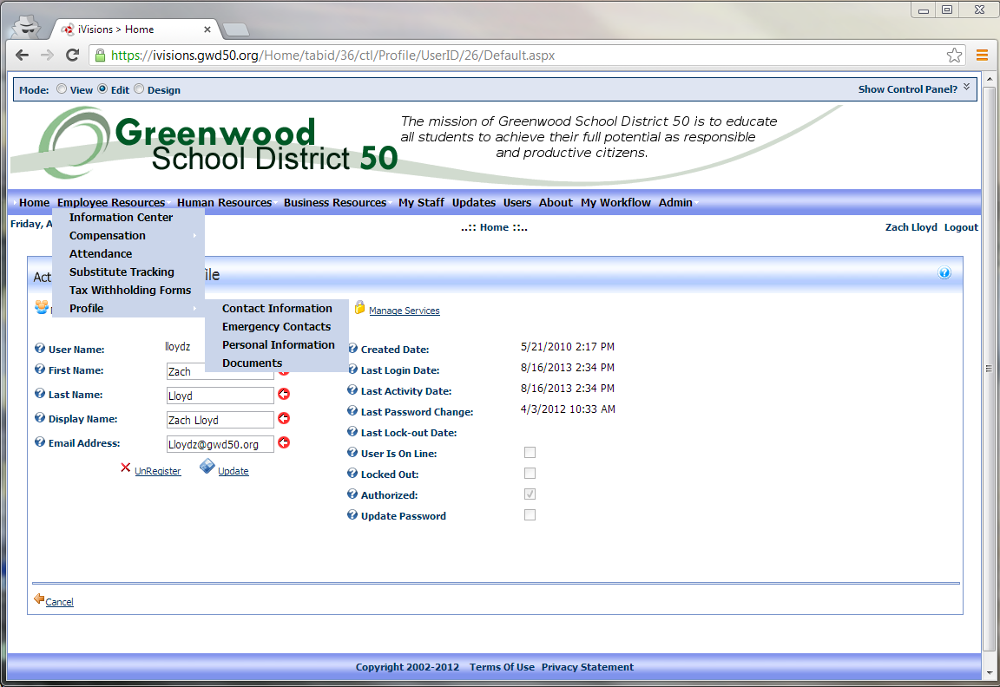 iVisions > Home
https://ivisions.gwd50.org/Home/tabid/36/ctl/Profile/UserID/26/Default.aspx
Mode: View Edit Design
Show Control Panel?
Greenwood
School District 50
The mission of Greenwood School District 50 is to educate
all students to achieve their full potential as responsible
and productive citizens.
Home Employee Resources Human Resources Business Resources My Staff Updates Users About My Workflow Admin
Information Center
Compensation
Attendance
Substitute Tracking
Tax Withholding Forms
Profile
Contact Information
Emergency Contacts
Personal Information
Documents
Friday,
..:: Home ::..
Zach Lloyd Logout
Manage Services
User Name: lloydz
First Name: Zach
Last Name: Lloyd
Display Name: Zach Lloyd
Email Address: Lloydz@gwd50.org
UnRegister Update
Created Date: 5/21/2010 2:17 PM
Last Login Date: 8/16/2013 2:34 PM
Last Activity Date: 8/16/2013 2:34 PM
Last Password Change: 4/3/2012 10:33 AM
Last Lock-out Date:
User Is On Line:
Locked Out:
Authorized:
Update Password
Cancel
Copyright 2002-2012 Terms Of Use Privacy Statement